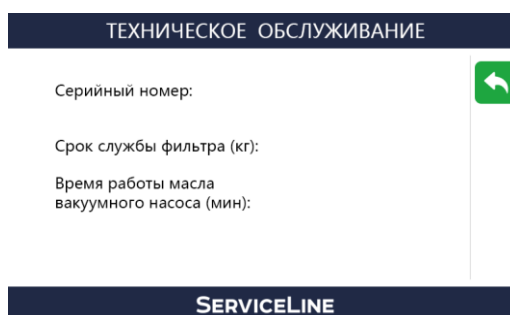 ТЕХНИЧЕСКОЕ ОБСЛУЖИВАНИЕ
Серийный номер:
Срок службы фильтра (кг):
Время работы масла
вакуумного насоса (мин):
SERVICELINE